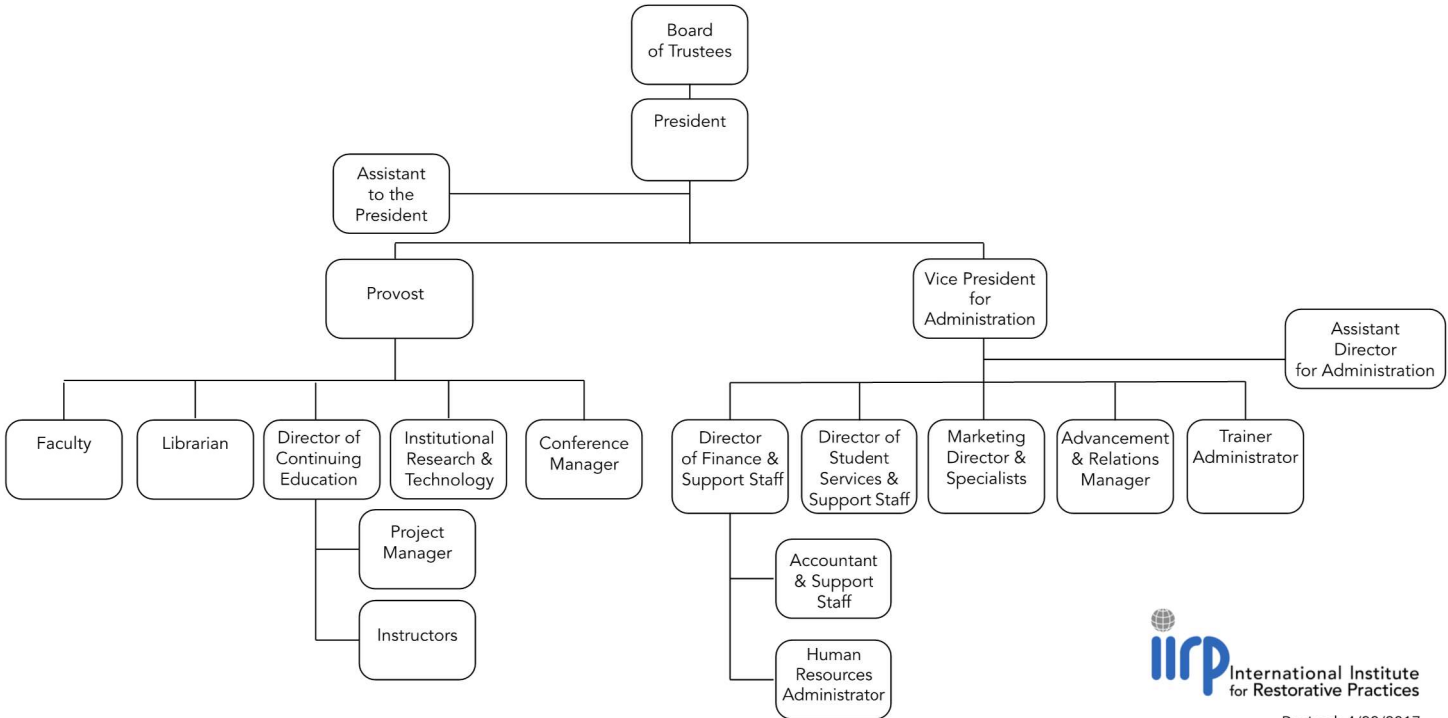 Board
of Trustees
President
Assistant
to the
President
Provost
Vice President
for
Administration
Assistant
Director
for Administration
Faculty
Librarian
Director of
Continuing
Education
Institutional
Research &
Technology
Conference
Manager
Director
of Finance &
Support Staff
Director of
Student
Services &
Support Staff
Marketing
Director &
Specialists
Advancement
& Relations
Manager
Trainer
Administrator
Project
Manager
Instructors
Accountant
& Support
Staff
Human
Resources
Administrator
iirp
International Institute
for Restorative Practices